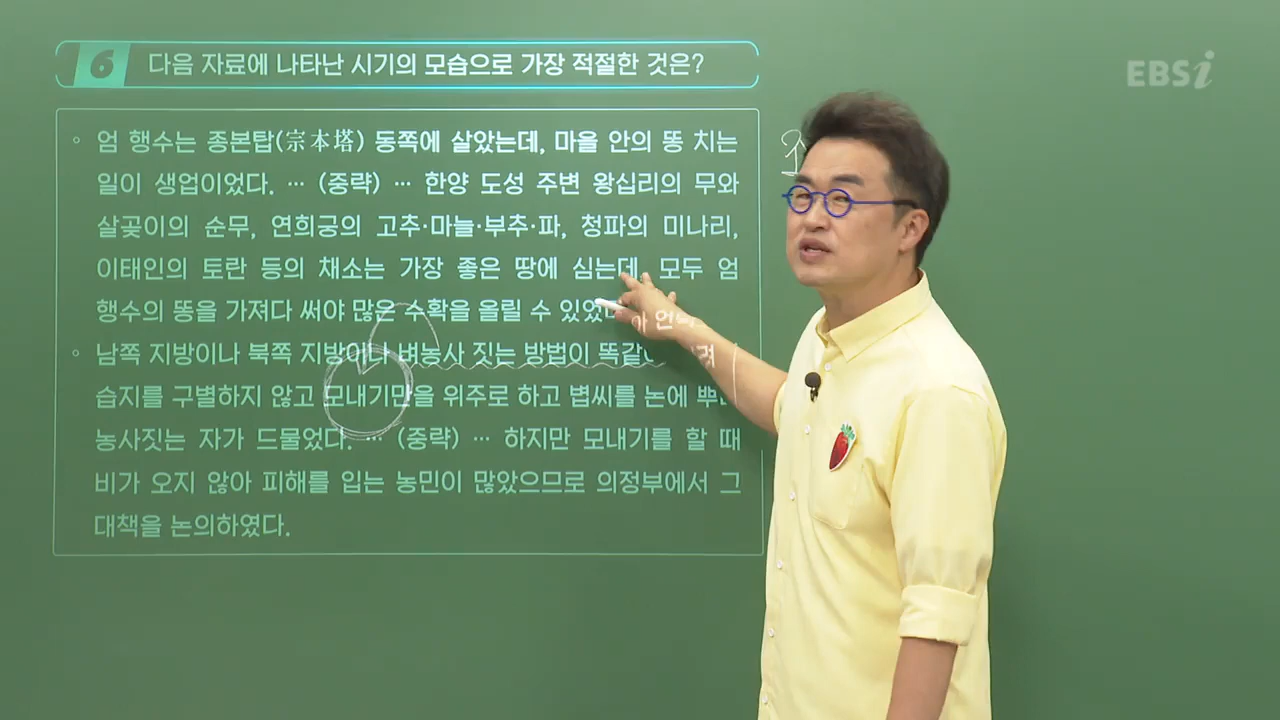 6 다음 자료에 나타난 시기의 모습으로 가장 적절한 것은?
EBSi
◦ 엄 행수는 종본탑(宗本塔) 동쪽에 살았는데, 마을 안의 똥 치는
일이 생업이었다. … (중략) … 한양 도성 주변 왕십리의 무와
살곶이의 순무, 연희궁의 고추·마늘·부추·파, 청파의 미나리,
이태인의 토란 등의 채소는 가장 좋은 땅에 심는데, 모두 엄
행수의 똥을 가져다 써야 많은 수확을 올릴 수
◦ 남쪽 지방이나 북쪽 지방이나 벼농사 짓는 방법이
습지를 구별하지 않고 모내기만을 위주로 하고 볍씨를 논에
농사짓는 자가 드물었다. … (중략) … 하지만 모내기를 할 때
비가 오지 않아 피해를 입는 농민이 많았으므로 의정부에서 그
대책을 논의하였다.